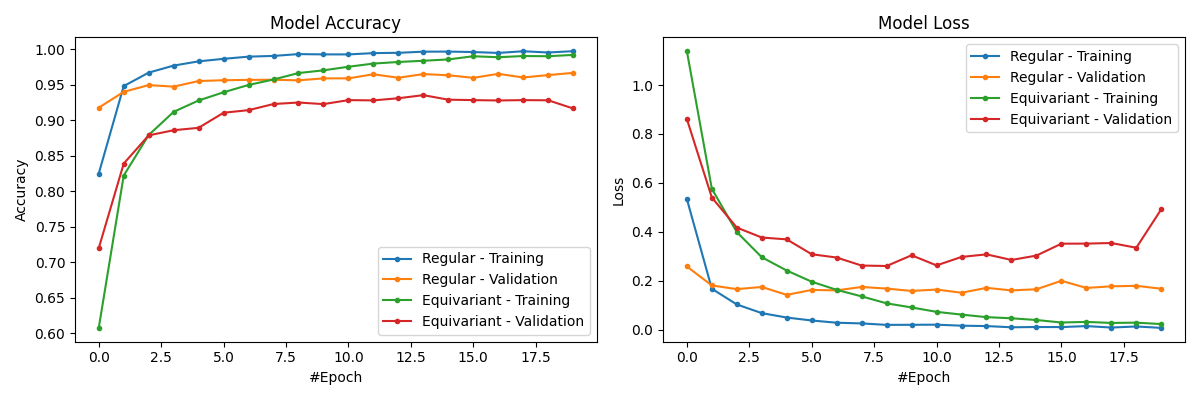 Model Accuracy
Accuracy
1.00
0.95
0.90
0.85
0.80
0.75
0.70
0.65
0.60
0.0 2.5 5.0 7.5 10.0 12.5 15.0 17.5
#Epoch
Regular - Training
Regular - Validation
Equivariant - Training
Equivariant - Validation
Model Loss
Loss
1.0
0.8
0.6
0.4
0.2
0.0
0.0 2.5 5.0 7.5 10.0 12.5 15.0 17.5
#Epoch
Regular - Training
Regular - Validation
Equivariant - Training
Equivariant - Validation